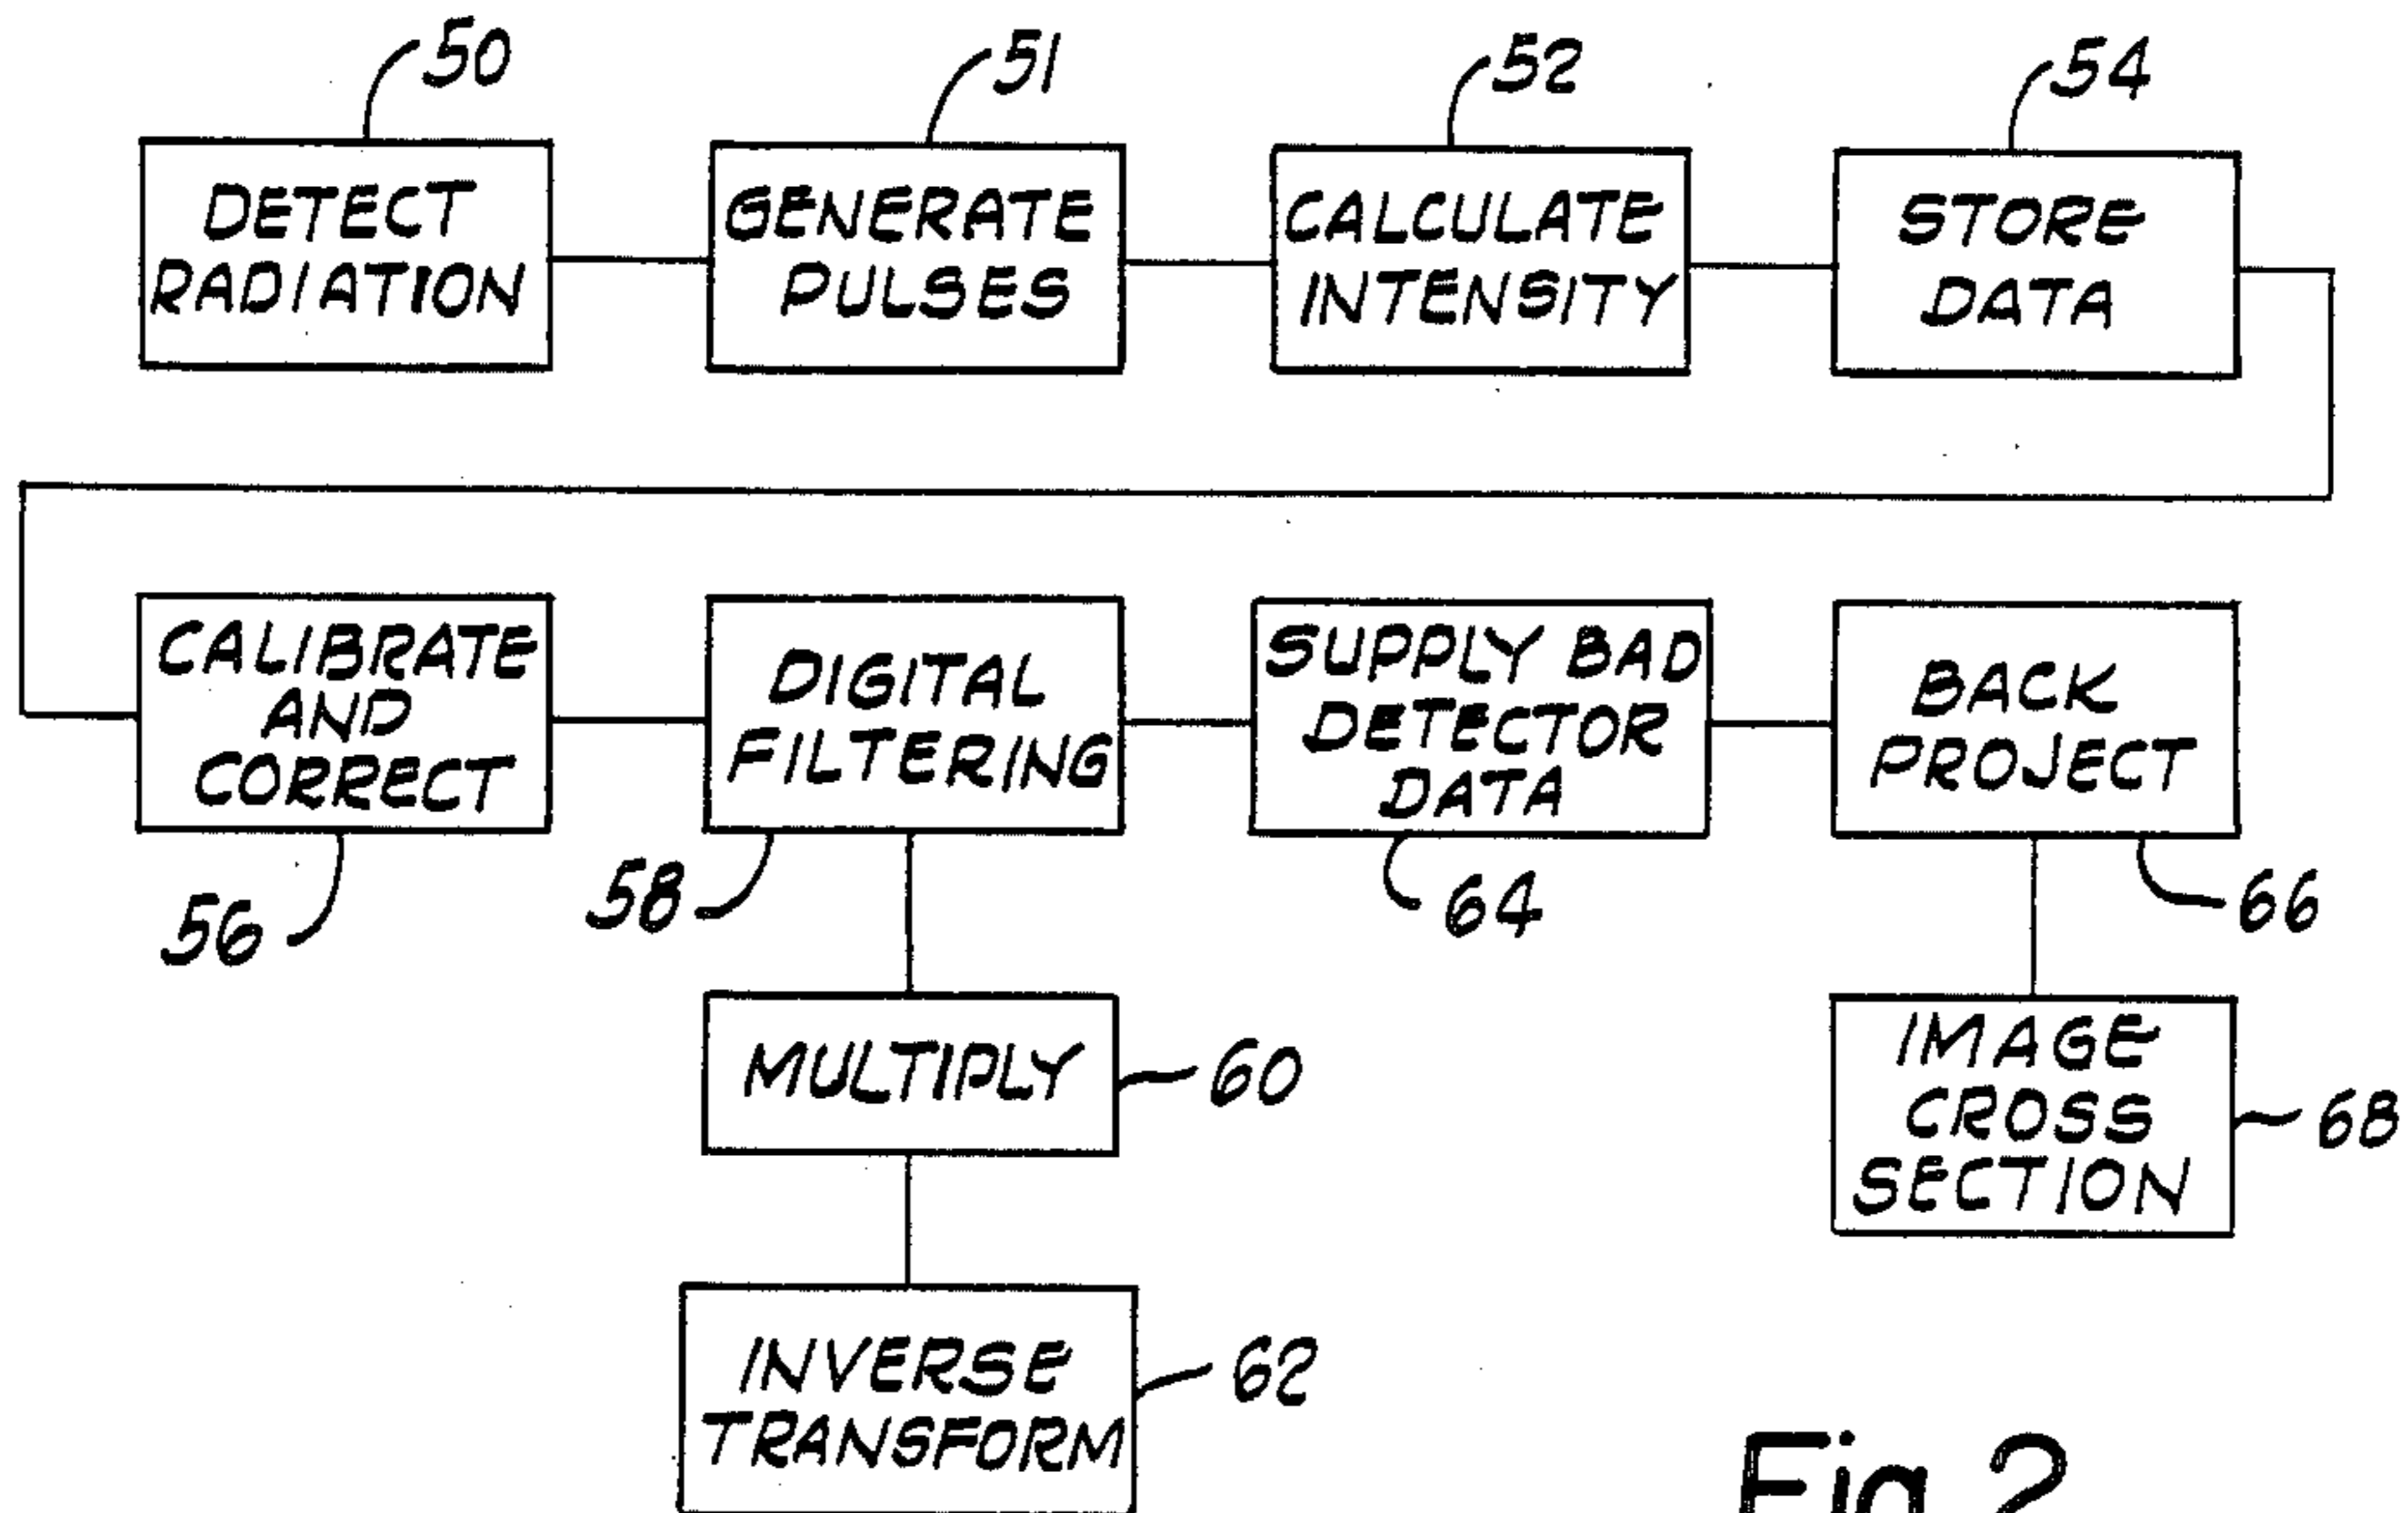 50
51
52
54
DETECT
RADIATION
GENERATE
PULSES
CALCULATE
INTENSITY
STORE
DATA
CALIBRATE
AND
CORRECT
DIGITAL
FILTERING
SUPPLY BAD
DETECTOR
DATA
BACK
PROJECT
56
58
64
66
MULTIPLY
60
IMAGE
CROSS
SECTION
68
INVERSE
TRANSFORM
62
Fig. 2